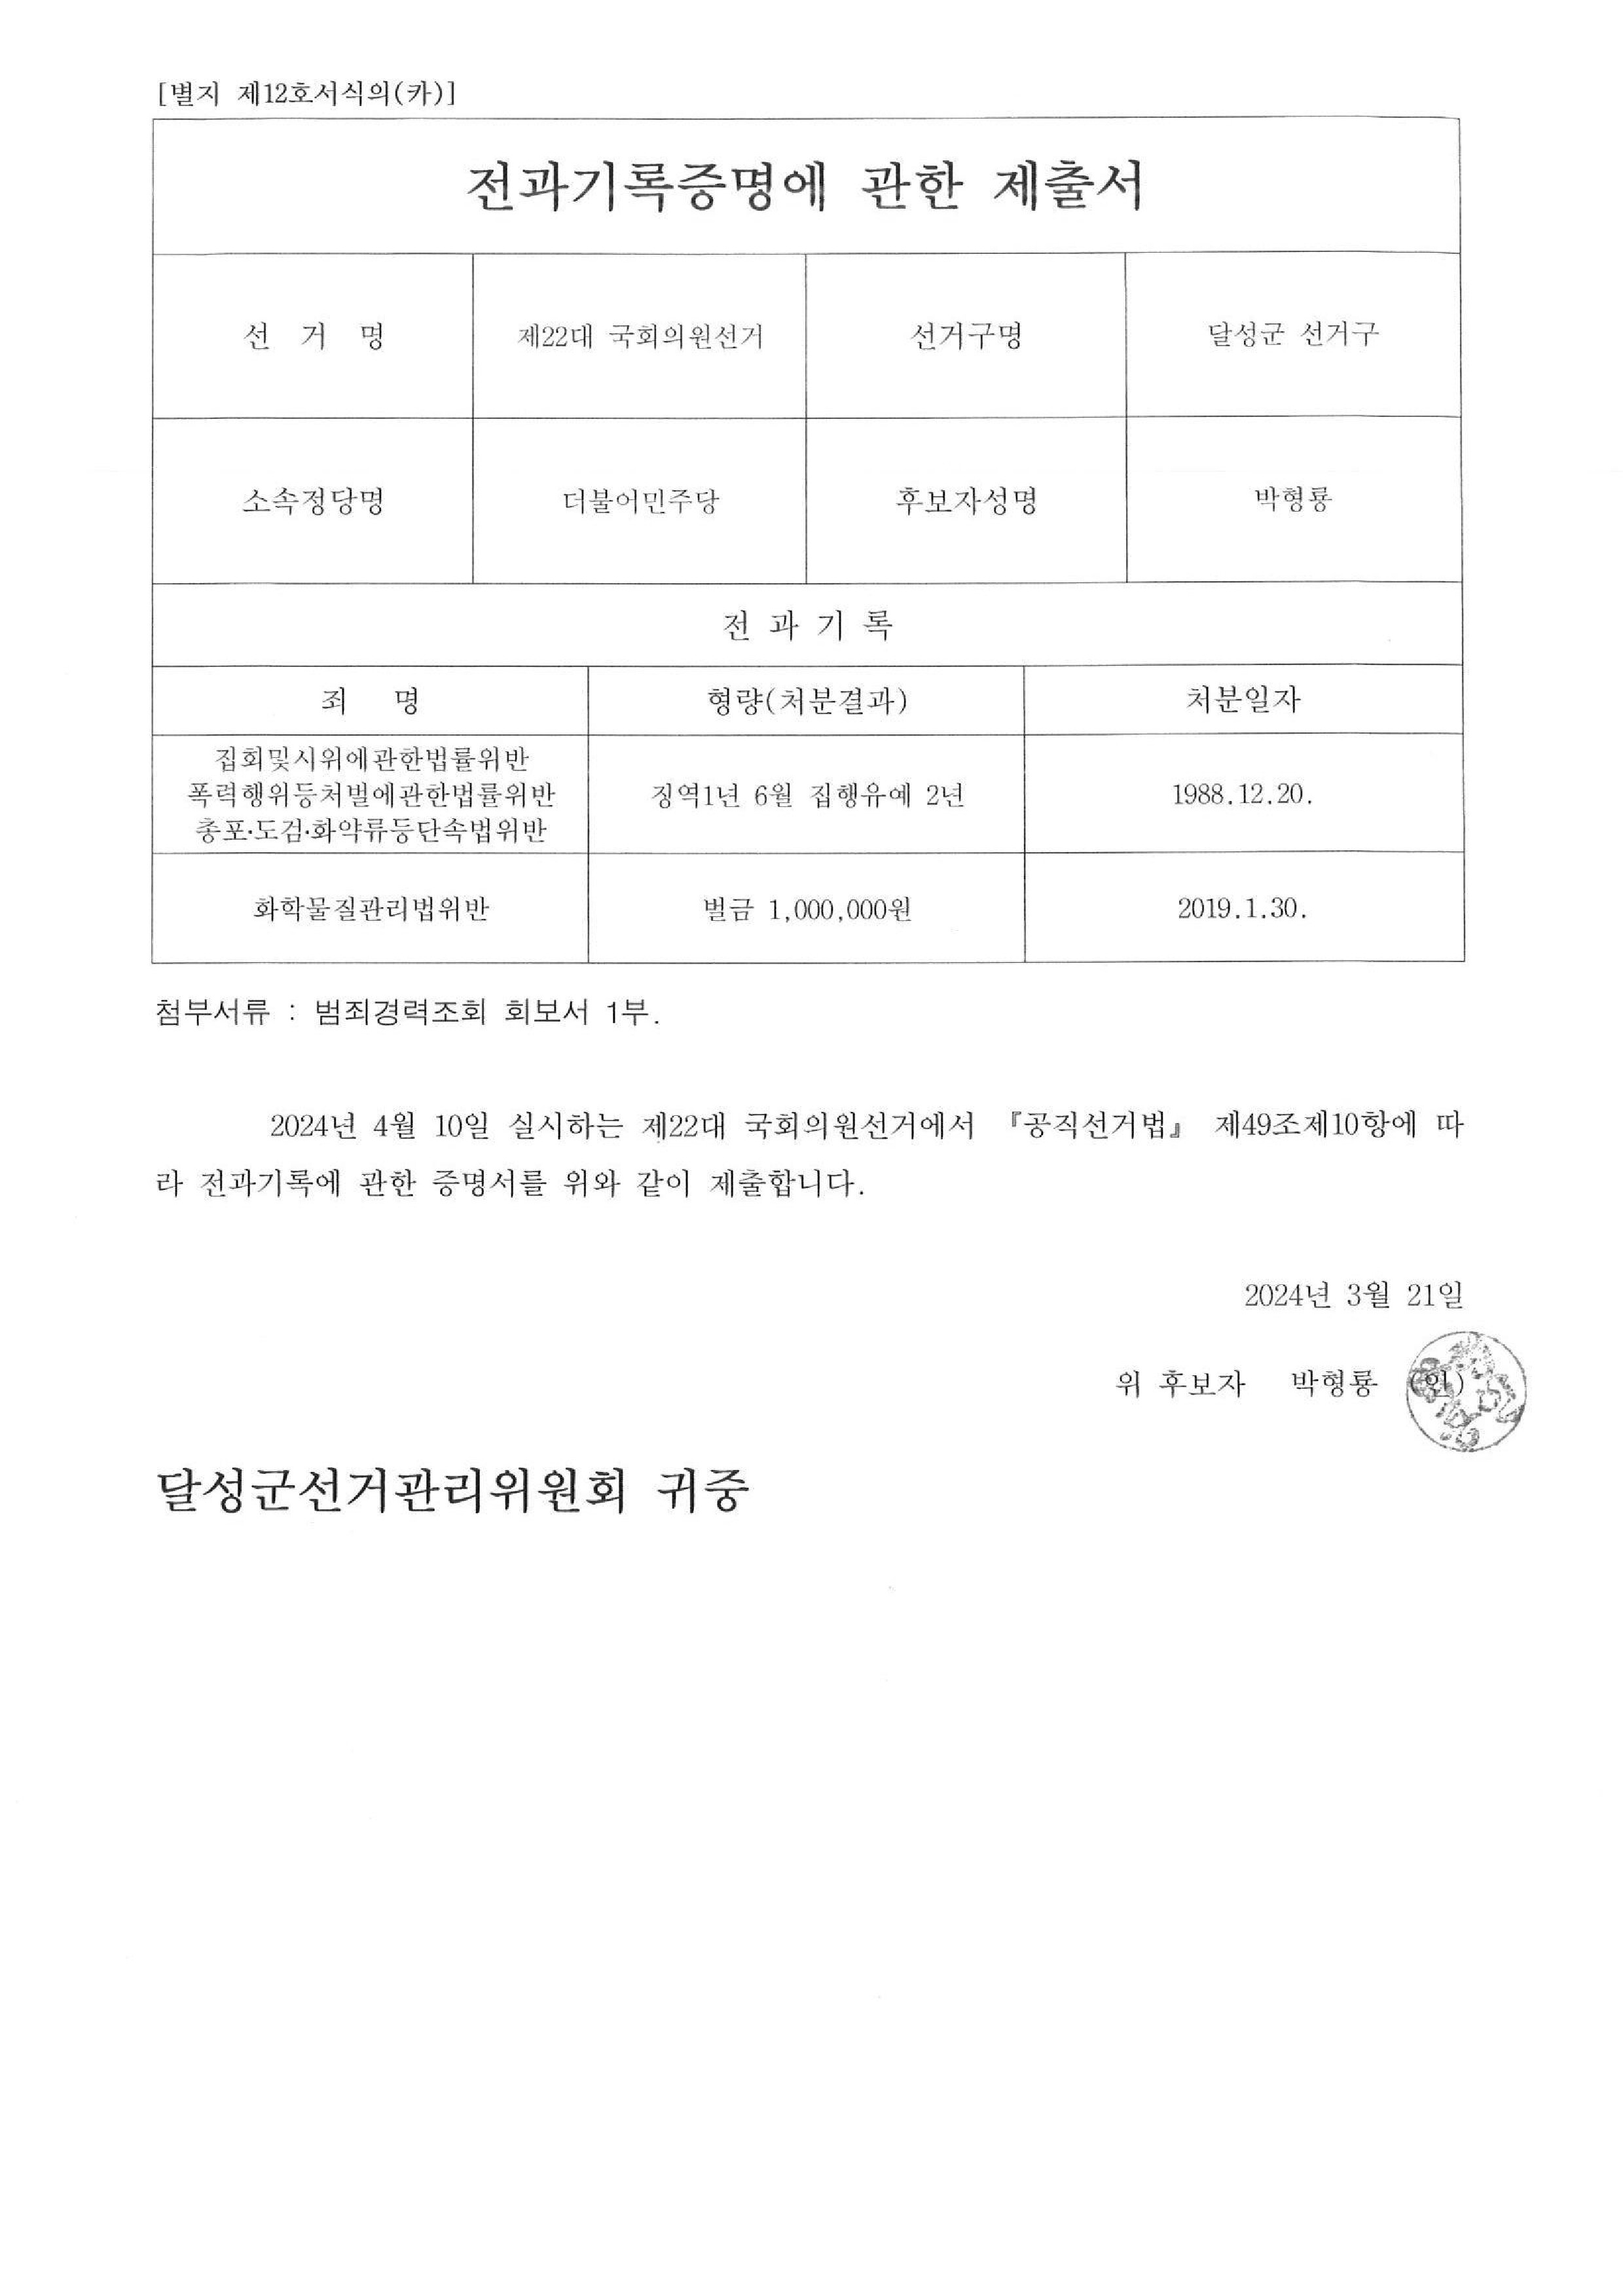 [별지 제12호서식의(카)]
전과기록증명에 관한 제출서
선 거 명 제22대 국회의원선거 선거구명 달성군 선거구
소속정당명 더불어민주당 후보자성명 박형룡
전 과 기 록
죄 명 형량(처분결과) 처분일자
집회및시위에관한법률위반
폭력행위등처벌에관한법률위반 징역1년 6월 집행유예 2년 1988.12.20.
총포·도검·화약류등단속법위반
화학물질관리법위반 벌금 1,000,000원 2019.1.30.
첨부서류 : 범죄경력조회 회보서 1부.
2024년 4월 10일 실시하는 제22대 국회의원선거에서 『공직선거법』 제49조제10항에 따
라 전과기록에 관한 증명서를 위와 같이 제출합니다.
2024년 3월 21일
위 후보자 박형룡 (인)
달성군선거관리위원회 귀중